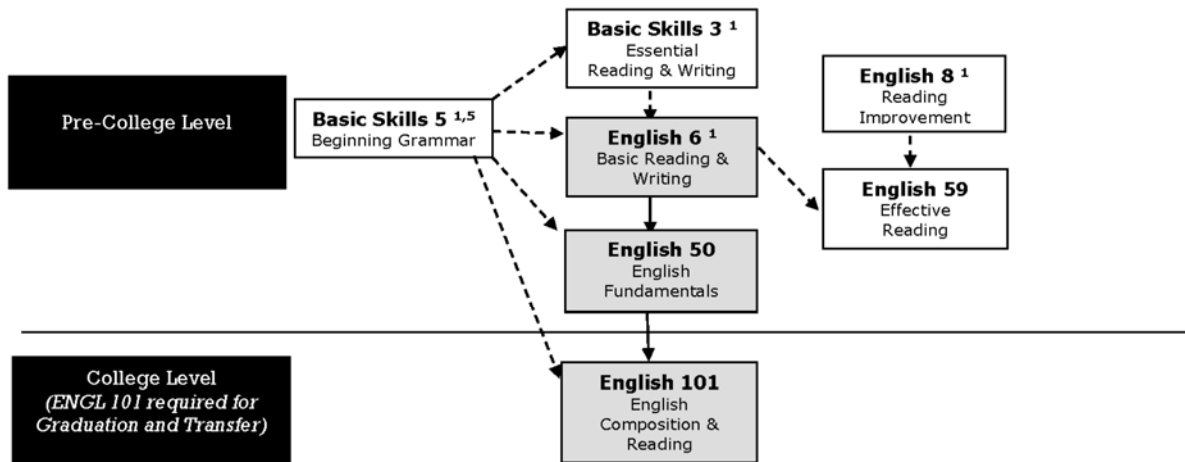 Pre-College Level
Basic Skills 5 1,5
Beginning Grammar
Basic Skills 3 1
Essential
Reading & Writing
English 6 1
Basic Reading &
Writing
English 50
English
Fundamentals
English 8 1
Reading
Improvement
English 59
Effective
Reading
College Level
(ENGL 101 required for
Graduation and Transfer)
English 101
English
Composition &
Reading